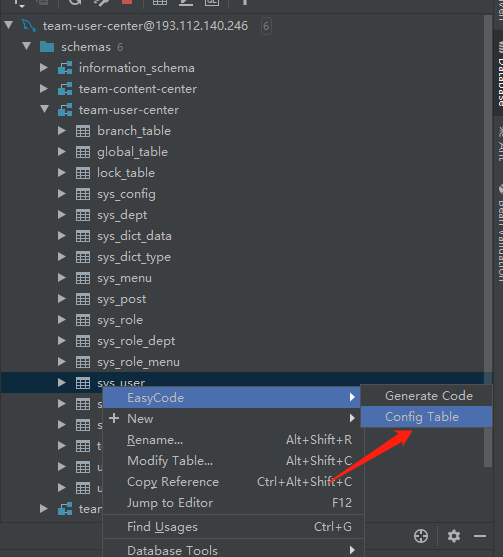 team-user-center@193.112.140.246 6
schemas 6
information_schema
team-content-center
team-user-center
branch_table
global_table
lock_table
sys_config
sys_dept
sys_dict_data
sys_dict_type
sys_menu
sys_post
sys_role
sys_role_dept
sys_role_menu
sys_user
EasyCode
Generate Code
Config Table
New
Rename... Alt+Shift+R
Modify Table... Alt+Shift+C
Copy Reference Ctrl+Alt+Shift+C
Jump to Editor F12
Find Usages Ctrl+G
Database Tools
s
s
t
u
u
team
Database
Ant
Bean Validation